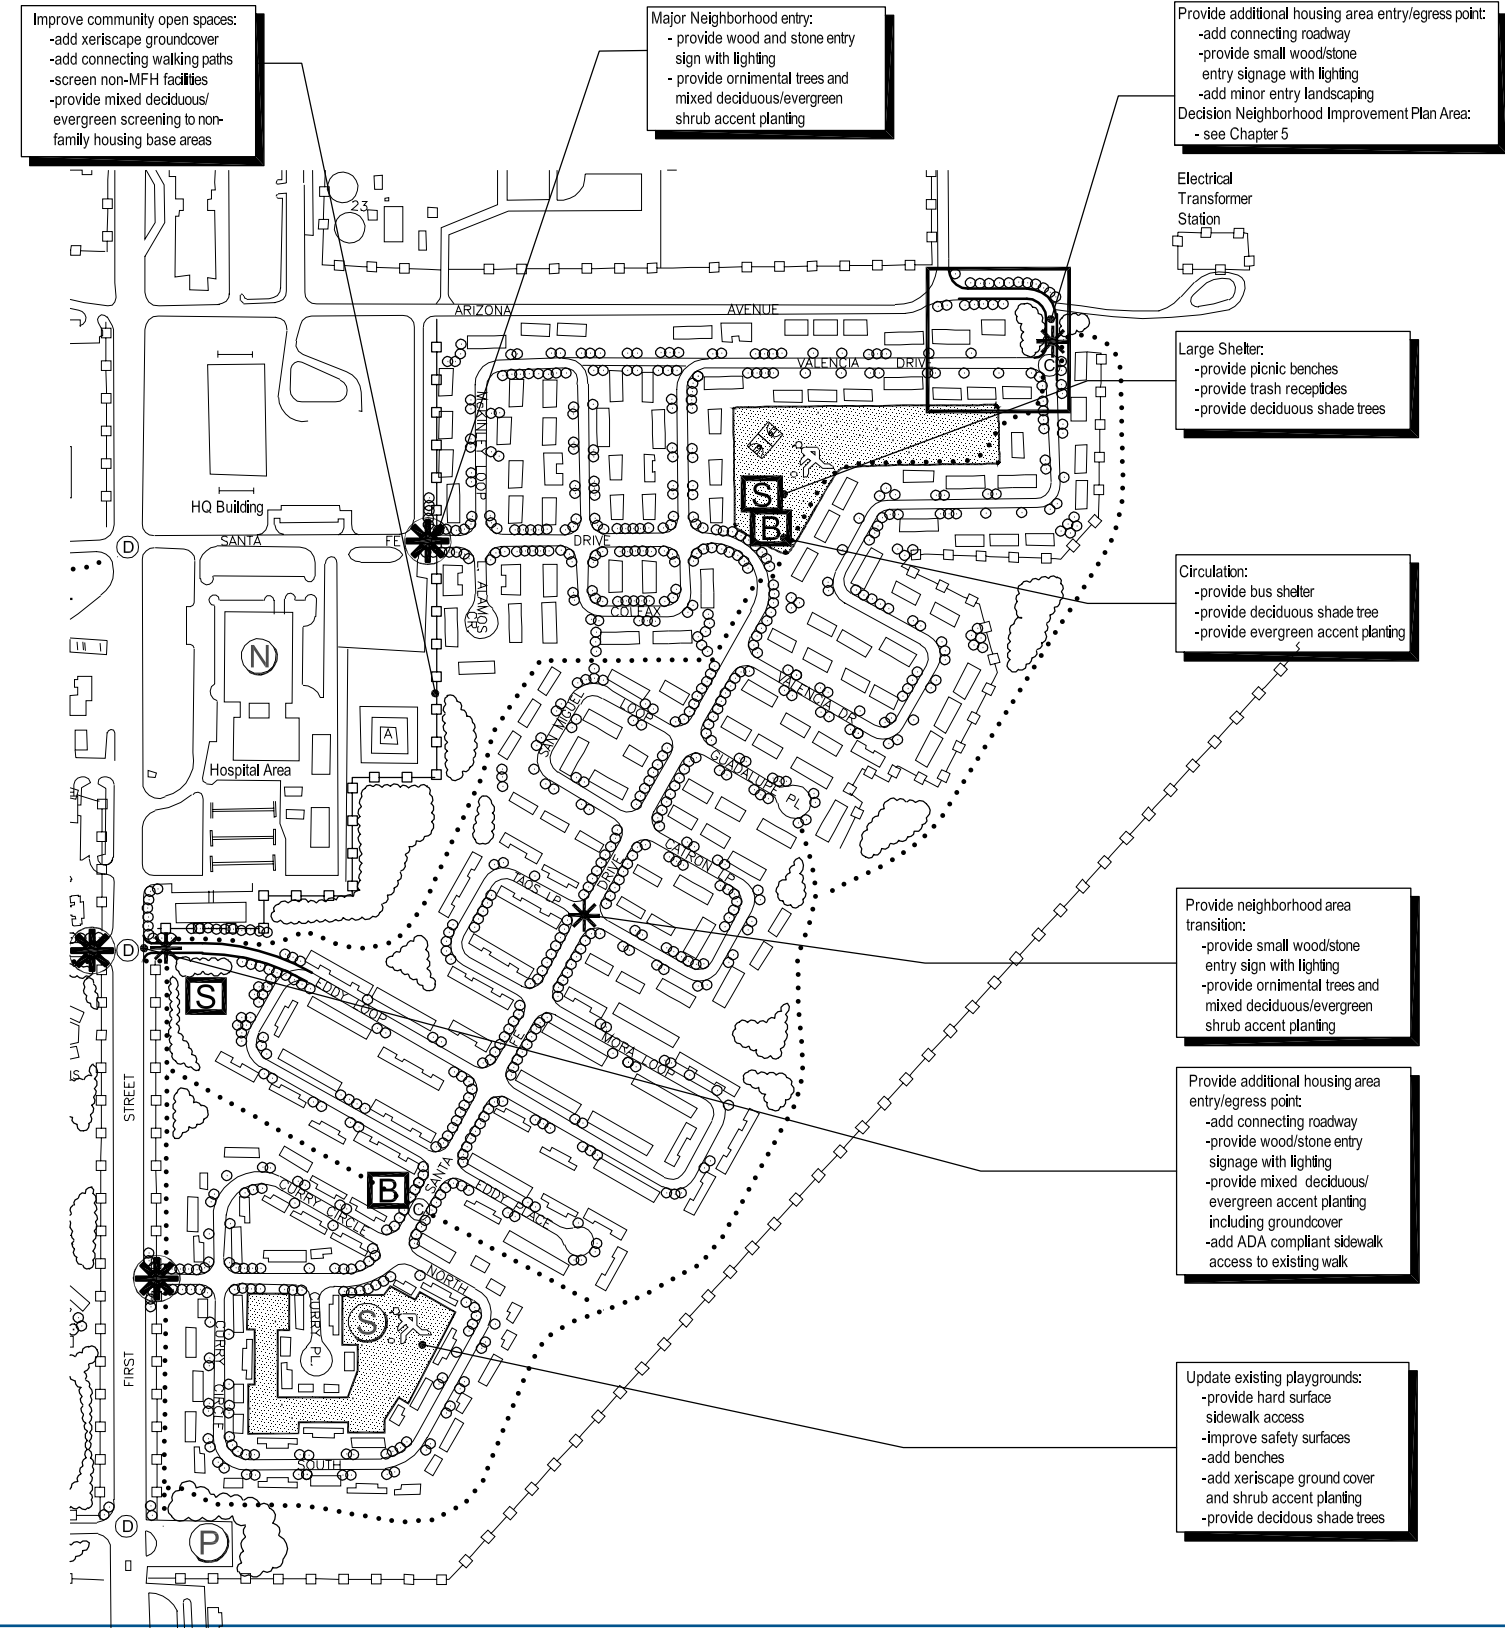 Improve community open spaces:
-add xeriscape groundcover
-add connecting walking paths
-screen non-MFH facilities
-provide mixed deciduous/
evergreen screening to non-
family housing base areas
Major Neighborhood entry:
- provide wood and stone entry
sign with lighting
- provide ornimental trees and
mixed deciduous/evergreen
shrub accent planting
Provide additional housing area entry/egress point:
-add connecting roadway
-provide small wood/stone
entry signage with lighting
-add minor entry landscaping
Decision Neighborhood Improvement Plan Area:
- see Chapter 5
Electrical
Transformer
Station
23
ARIZONA AVENUE
VALENCIA DRIVE
C
Large Shelter:
-provide picnic benches
-provide trash recepticles
-provide deciduous shade trees
McKINLEY LOOP
S
B
HQ Building
D
SANTA FE DRIVE
L ALAMOS
CR
COLFAX
Circulation:
-provide bus shelter
-provide deciduous shade tree
-provide evergreen accent planting
N
A
Hospital Area
SAN MIGUEL LOOP
VALENCIA DR
GUADALUPE
PL
CATRON LP
TAOS LP
DRIVE
Provide neighborhood area
transition:
-provide small wood/stone
entry sign with lighting
-provide ornimental trees and
mixed deciduous/evergreen
shrub accent planting
D
S
EDDY LOOP
FE
MORA LOOP
STREET
Provide additional housing area
entry/egress point:
-add connecting roadway
-provide wood/stone entry
signage with lighting
-provide mixed deciduous/
evergreen accent planting
including groundcover
-add ADA compliant sidewalk
access to existing walk
SANTA
B
C
CURRY CIRCLE
EDDY PLACE
NORTH
S
CURRY
PL.
CURRY CIRCLE
FIRST
SOUTH
Update existing playgrounds:
-provide hard surface
sidewalk access
-improve safety surfaces
-add benches
-add xeriscape ground cover
and shrub accent planting
-provide decidous shade trees
D
P